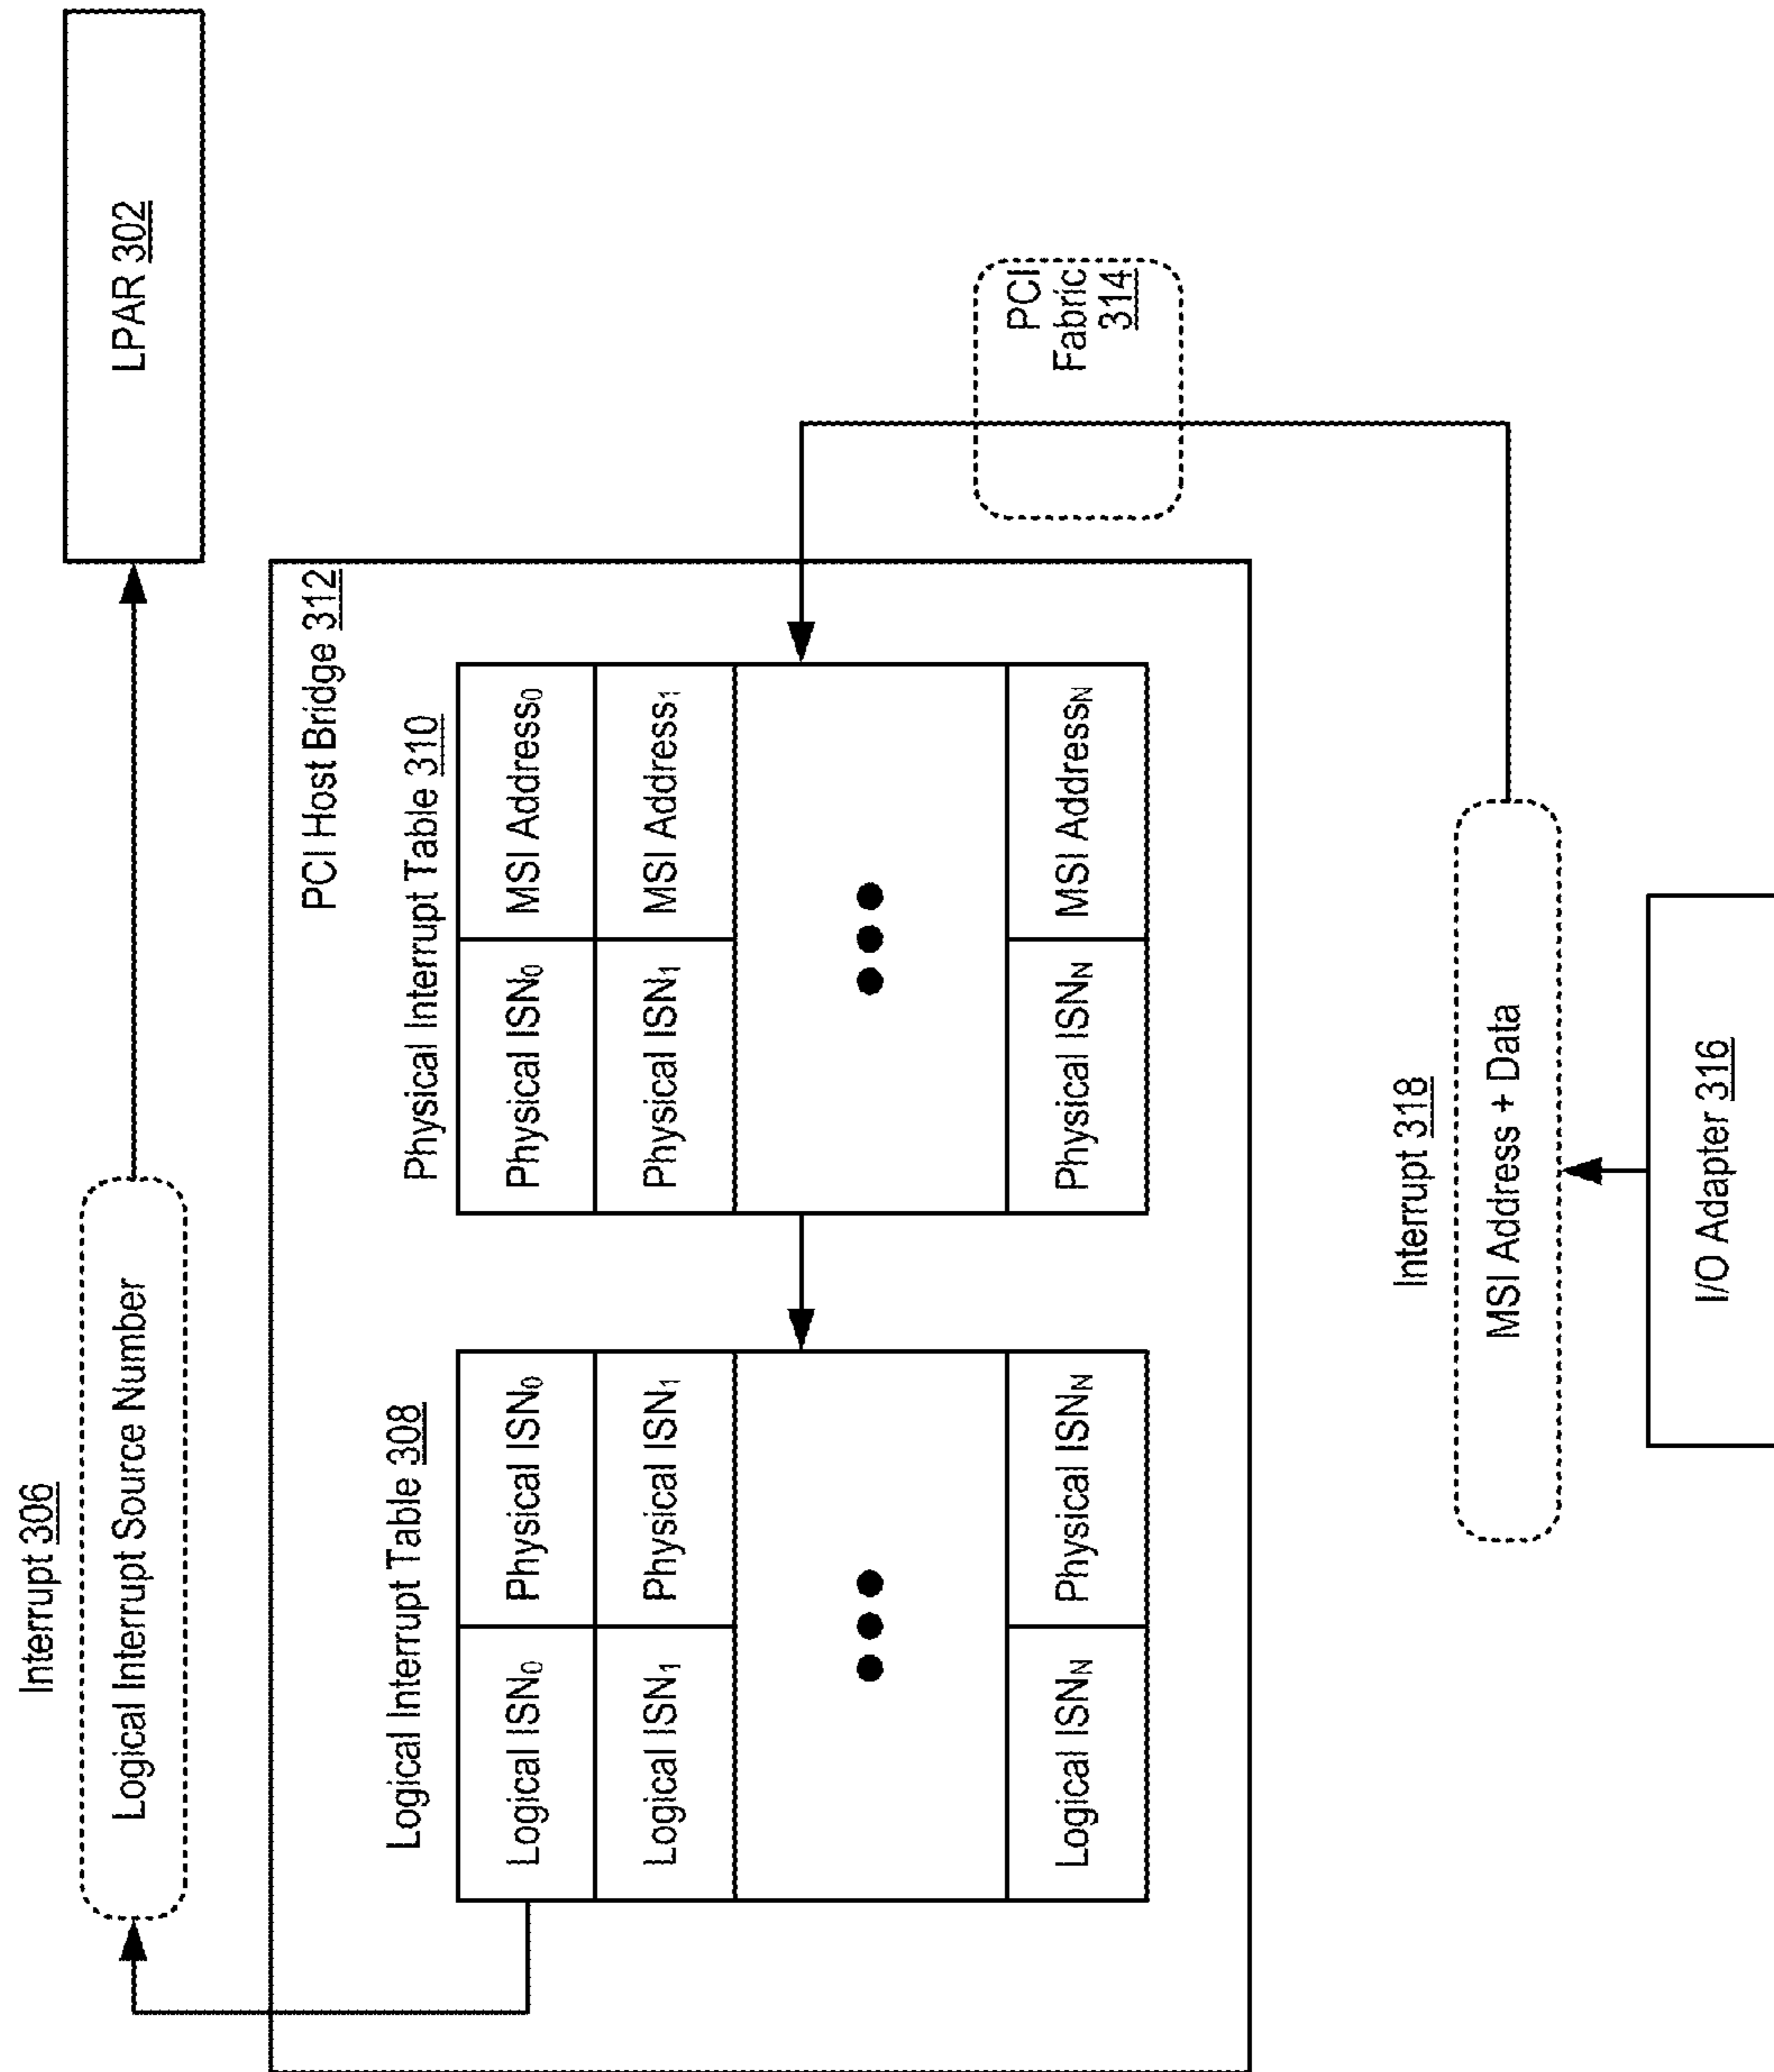 Interrupt 306
Logical Interrupt Source Number
LPAR 302
PCI Host Bridge 312
Logical Interrupt Table 308
Logical ISN₀ Physical ISN₀
Logical ISN₁ Physical ISN₁
Logical ISNN Physical ISNN
Physical Interrupt Table 310
Physical ISN₀ MSI Address₀
Physical ISN₁ MSI Address₁
Physical ISNN MSI AddressN
PCI
Fabric
314
Interrupt 318
MSI Address + Data
I/O Adapter 316